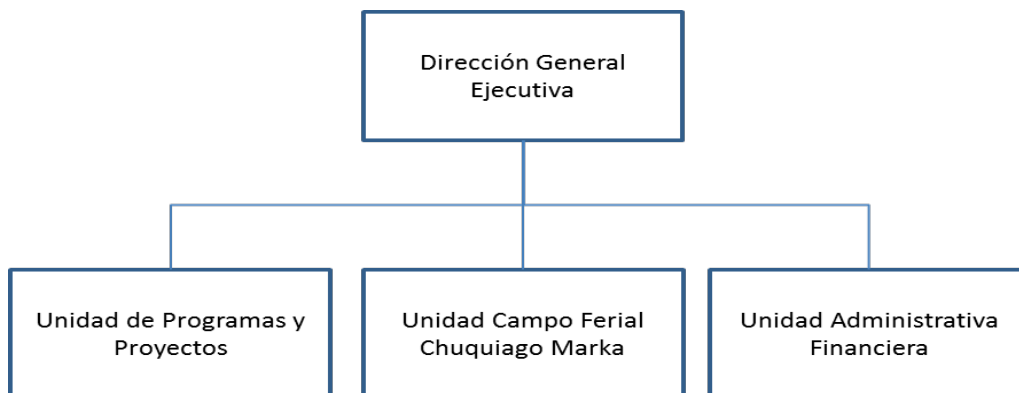 Dirección General
Ejecutiva
Unidad de Programas y
Proyectos
Unidad Campo Ferial
Chuquiago Marka
Unidad Administrativa
Financiera